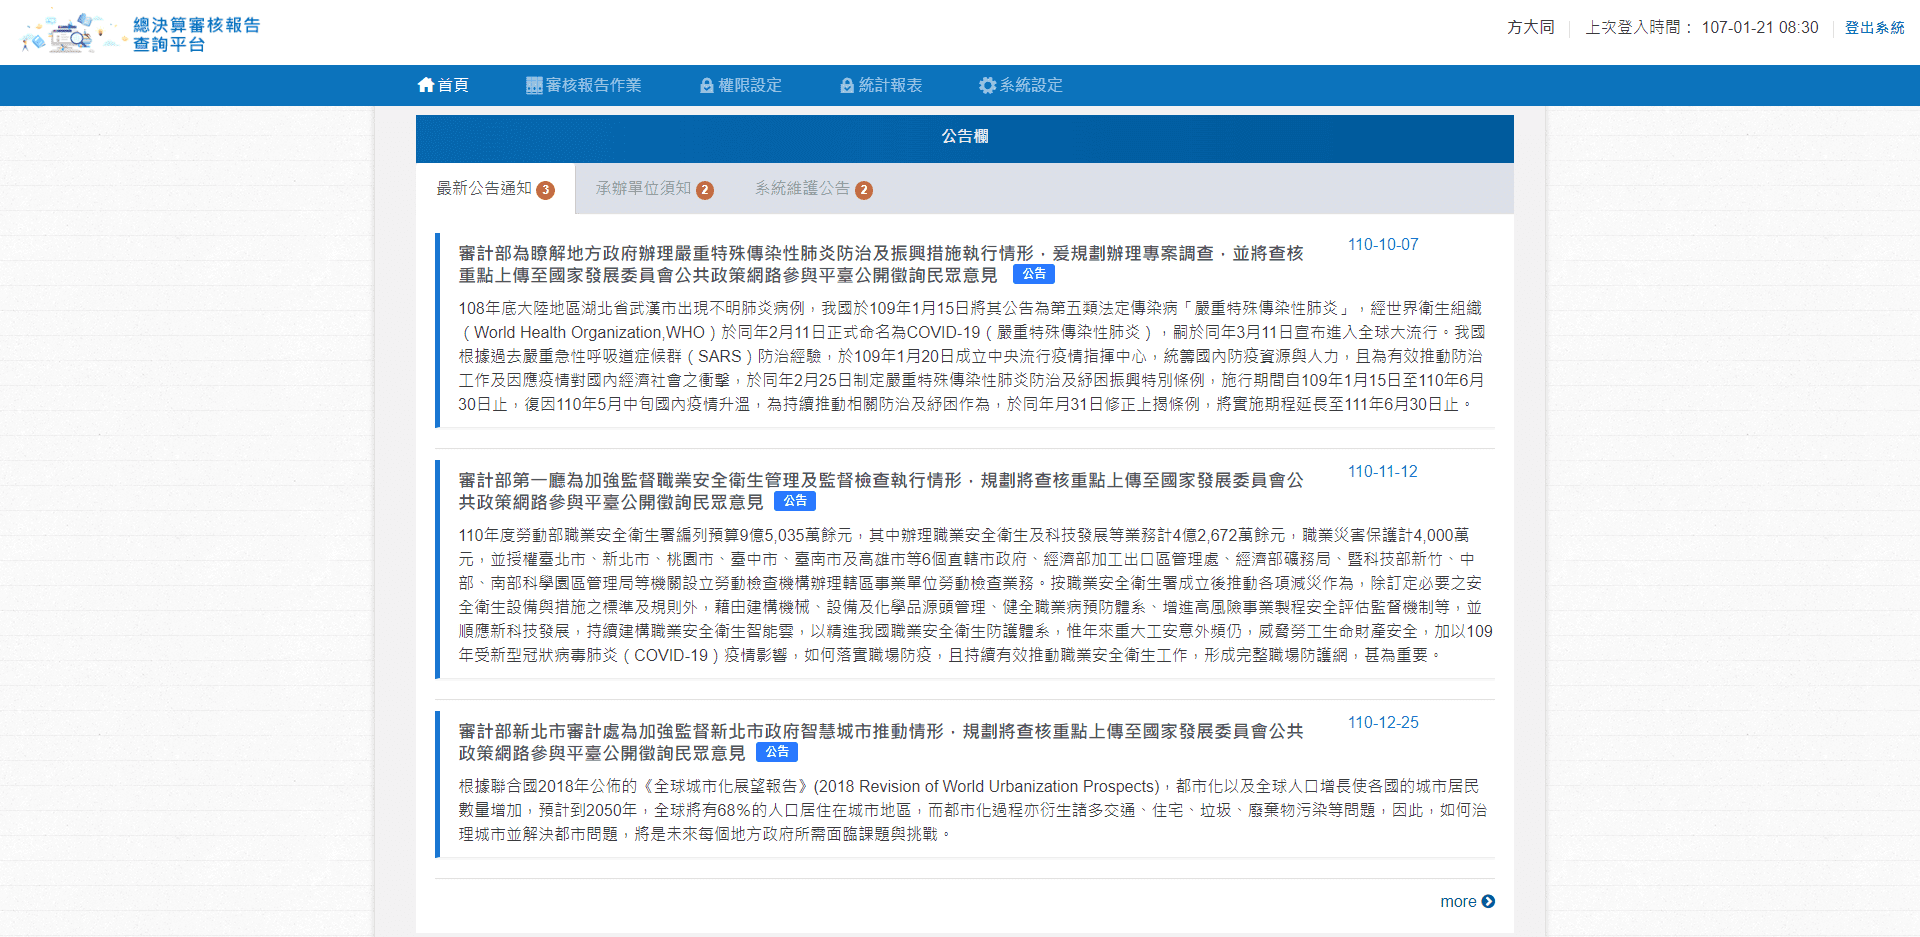 總決算審核報告
查詢平台
方大同
上次登入時間： 107-01-21 08:30
登出系統
首頁
審核報告作業
權限設定
統計報表
系統設定
公告欄
最新公告通知 3
承辦單位須知 2
系統維護公告 2
審計部為瞭解地方政府辦理嚴重特殊傳染性肺炎防治及振興措施執行情形，爰規劃辦理專案調查，並將查核
重點上傳至國家發展委員會公共政策網路參與平臺公開徵詢民眾意見 公告
110-10-07
108年底大陸地區湖北省武漢市出現不明肺炎病例，我國於109年1月15日將其公告為第五類法定傳染病「嚴重特殊傳染性肺炎」，經世界衛生組織
（World Health Organization,WHO）於同年2月11日正式命名為COVID-19（嚴重特殊傳染性肺炎），嗣於同年3月11日宣布進入全球大流行。我國
根據過去嚴重急性呼吸道症候群（SARS）防治經驗，於109年1月20日成立中央流行疫情指揮中心，統籌國內防疫資源與人力，且為有效推動防治
工作及因應疫情對國內經濟社會之衝擊，於同年2月25日制定嚴重特殊傳染性肺炎防治及紓困振興特別條例，施行期間自109年1月15日至110年6月
30日止，復因110年5月中旬國內疫情升溫，為持續推動相關防治及紓困作為，於同年月31日修正上揭條例，將實施期程延長至111年6月30日止。
審計部第一廳為加強監督職業安全衛生管理及監督檢查執行情形，規劃將查核重點上傳至國家發展委員會公
共政策網路參與平臺公開徵詢民眾意見 公告
110-11-12
110年度勞動部職業安全衛生署編列預算9億5,035萬餘元，其中辦理職業安全衛生及科技發展等業務計4億2,672萬餘元，職業災害保護計4,000萬
元，並授權臺北市、新北市、桃園市、臺中市、臺南市及高雄市等6個直轄市政府、經濟部加工出口區管理處、經濟部礦務局、暨科技部新竹、中
部、南部科學園區管理局等機關設立勞動檢查機構辦理轄區事業單位勞動檢查業務。按職業安全衛生署成立後推動各項減災作為，除訂定必要之安
全衛生設備與措施之標準及規則外，藉由建構機械、設備及化學品源頭管理、健全職業病預防體系、增進高風險事業製程安全評估監督機制等，並
順應新科技發展，持續建構職業安全衛生智能雲，以精進我國職業安全衛生防護體系，惟年來重大工安意外頻仍，威脅勞工生命財產安全，加以109
年受新型冠狀病毒肺炎（COVID-19）疫情影響，如何落實職場防疫，且持續有效推動職業安全衛生工作，形成完整職場防護網，甚為重要。
審計部新北市審計處為加強監督新北市政府智慧城市推動情形，規劃將查核重點上傳至國家發展委員會公共
政策網路參與平臺公開徵詢民眾意見 公告
110-12-25
根據聯合國2018年公佈的《全球城市化展望報告》(2018 Revision of World Urbanization Prospects)，都市化以及全球人口增長使各國的城市居民
數量增加，預計到2050年，全球將有68%的人口居住在城市地區，而都市化過程亦衍生諸多交通、住宅、垃圾、廢棄物污染等問題，因此，如何治
理城市並解決都市問題，將是未來每個地方政府所需面臨課題與挑戰。
more